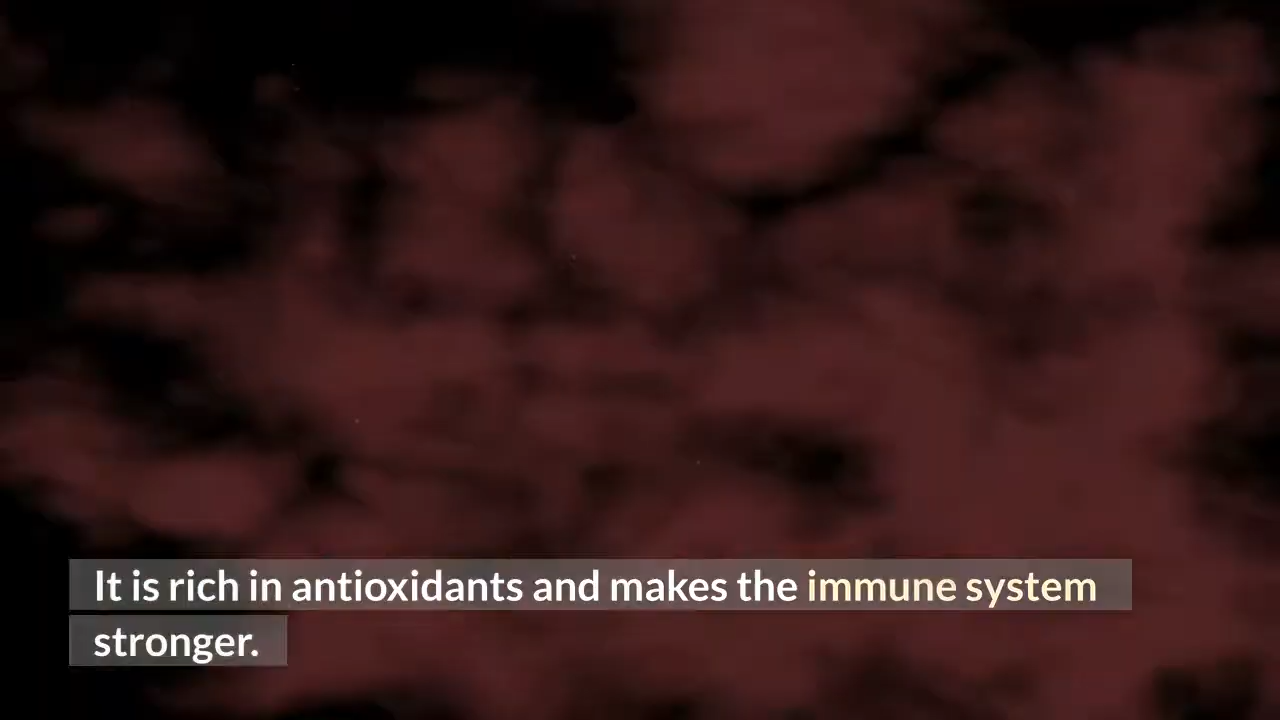 It is rich in antioxidants and makes the immune system
stronger.